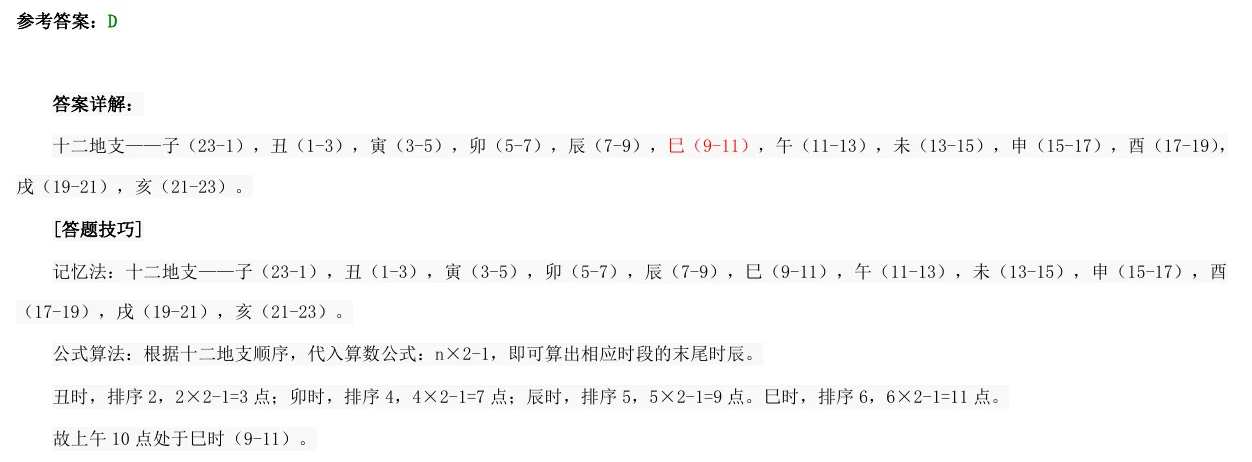 参考答案：D
答案详解：
十二地支——子（23-1），丑（1-3），寅（3-5），卯（5-7），辰（7-9），巳（9-11），午（11-13），未（13-15），申（15-17），酉（17-19），
戌（19-21），亥（21-23）。
[答题技巧]
记忆法：十二地支——子（23-1），丑（1-3），寅（3-5），卯（5-7），辰（7-9），巳（9-11），午（11-13），未（13-15），申（15-17），酉
（17-19），戌（19-21），亥（21-23）。
公式算法：根据十二地支顺序，代入算数公式：n×2-1，即可算出相应时段的末尾时辰。
丑时，排序2，2×2-1=3点；卯时，排序4，4×2-1=7点；辰时，排序5，5×2-1=9点。巳时，排序6，6×2-1=11点。
故上午10点处于巳时（9-11）。